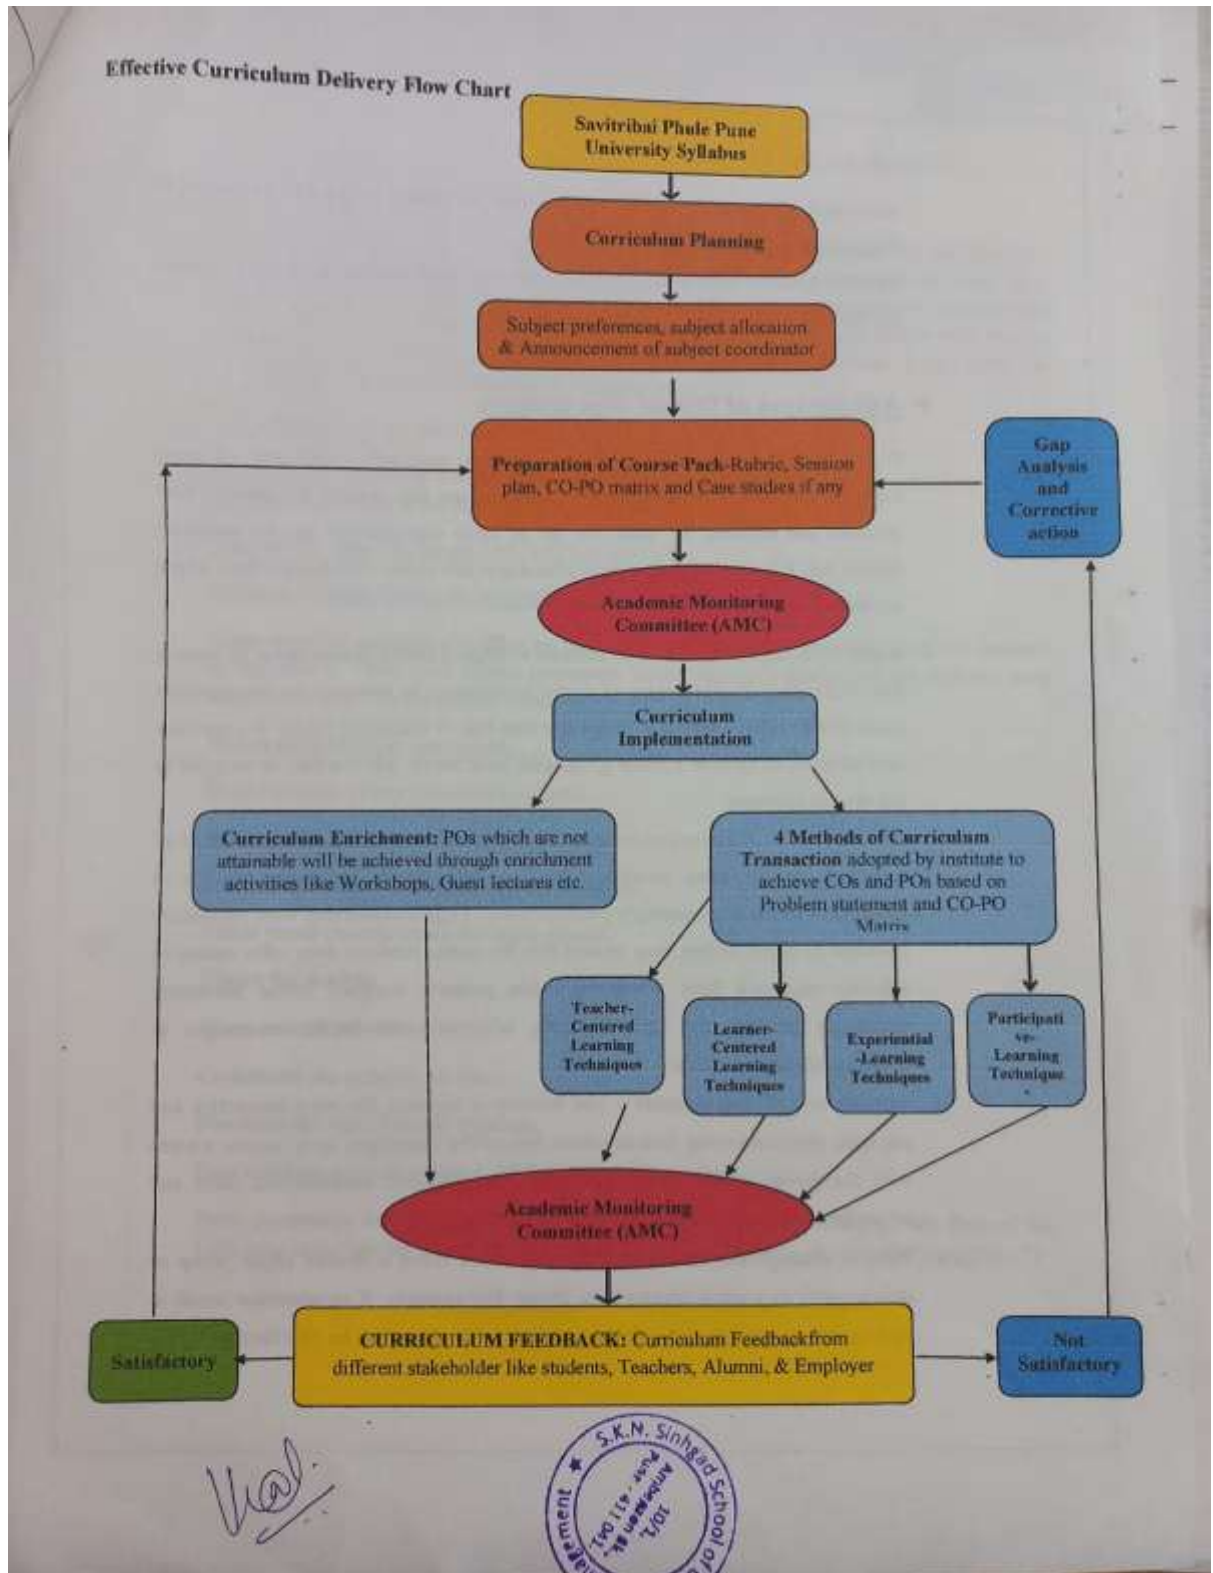 Effective Curriculum Delivery Flow Chart
Savitribai Phule Pune
University Syllabus
Curriculum Planning
Subject preferences, subject allocation
& Announcement of subject coordinator
Preparation of Course Pack-Rubric, Session
plan, CO-PO matrix and Case studies if any
Gap
Analysis
and
Corrective
action
Academic Monitoring
Committee (AMC)
Curriculum
Implementation
Curriculum Enrichment: POs which are not
attainable will be achieved through enrichment
activities like Workshops, Guest lectures etc.
4 Methods of Curriculum
Transaction adopted by institute to
achieve COs and POs based on
Problem statement and CO-PO
Matrix
Teacher-
Centered
Learning
Techniques
Learner-
Centered
Learning
Techniques
Experiential
-Learning
Techniques
Participati
ve-
Learning
Technique
Academic Monitoring
Committee (AMC)
Satisfactory
CURRICULUM FEEDBACK: Curriculum Feedbackfrom
different stakeholder like students, Teachers, Alumni, & Employer
Not
Satisfactory
S.K.N. Sinhgad School of
10/1,
Ambegaon Bk.
Pune - 411 041